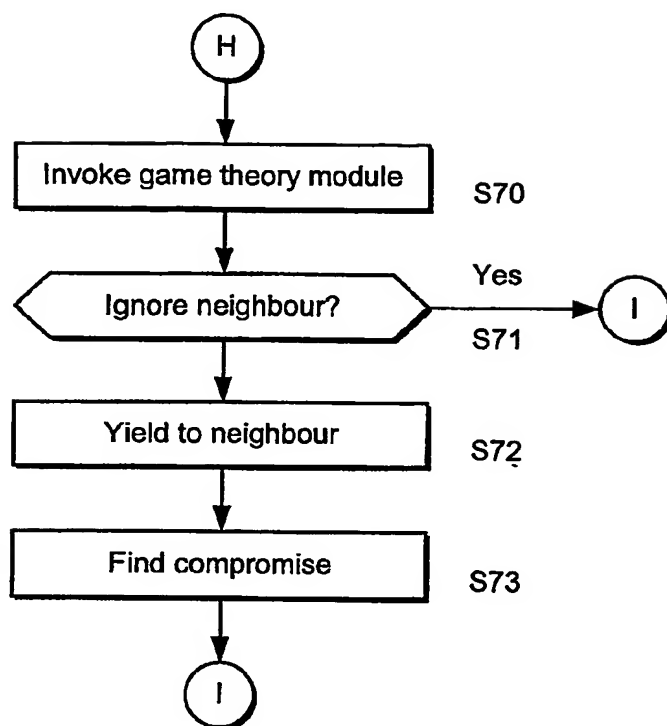 H
Invoke game theory module
S70
Yes
Ignore neighbour?
I
S71
Yield to neighbour
S72
Find compromise
S73
I